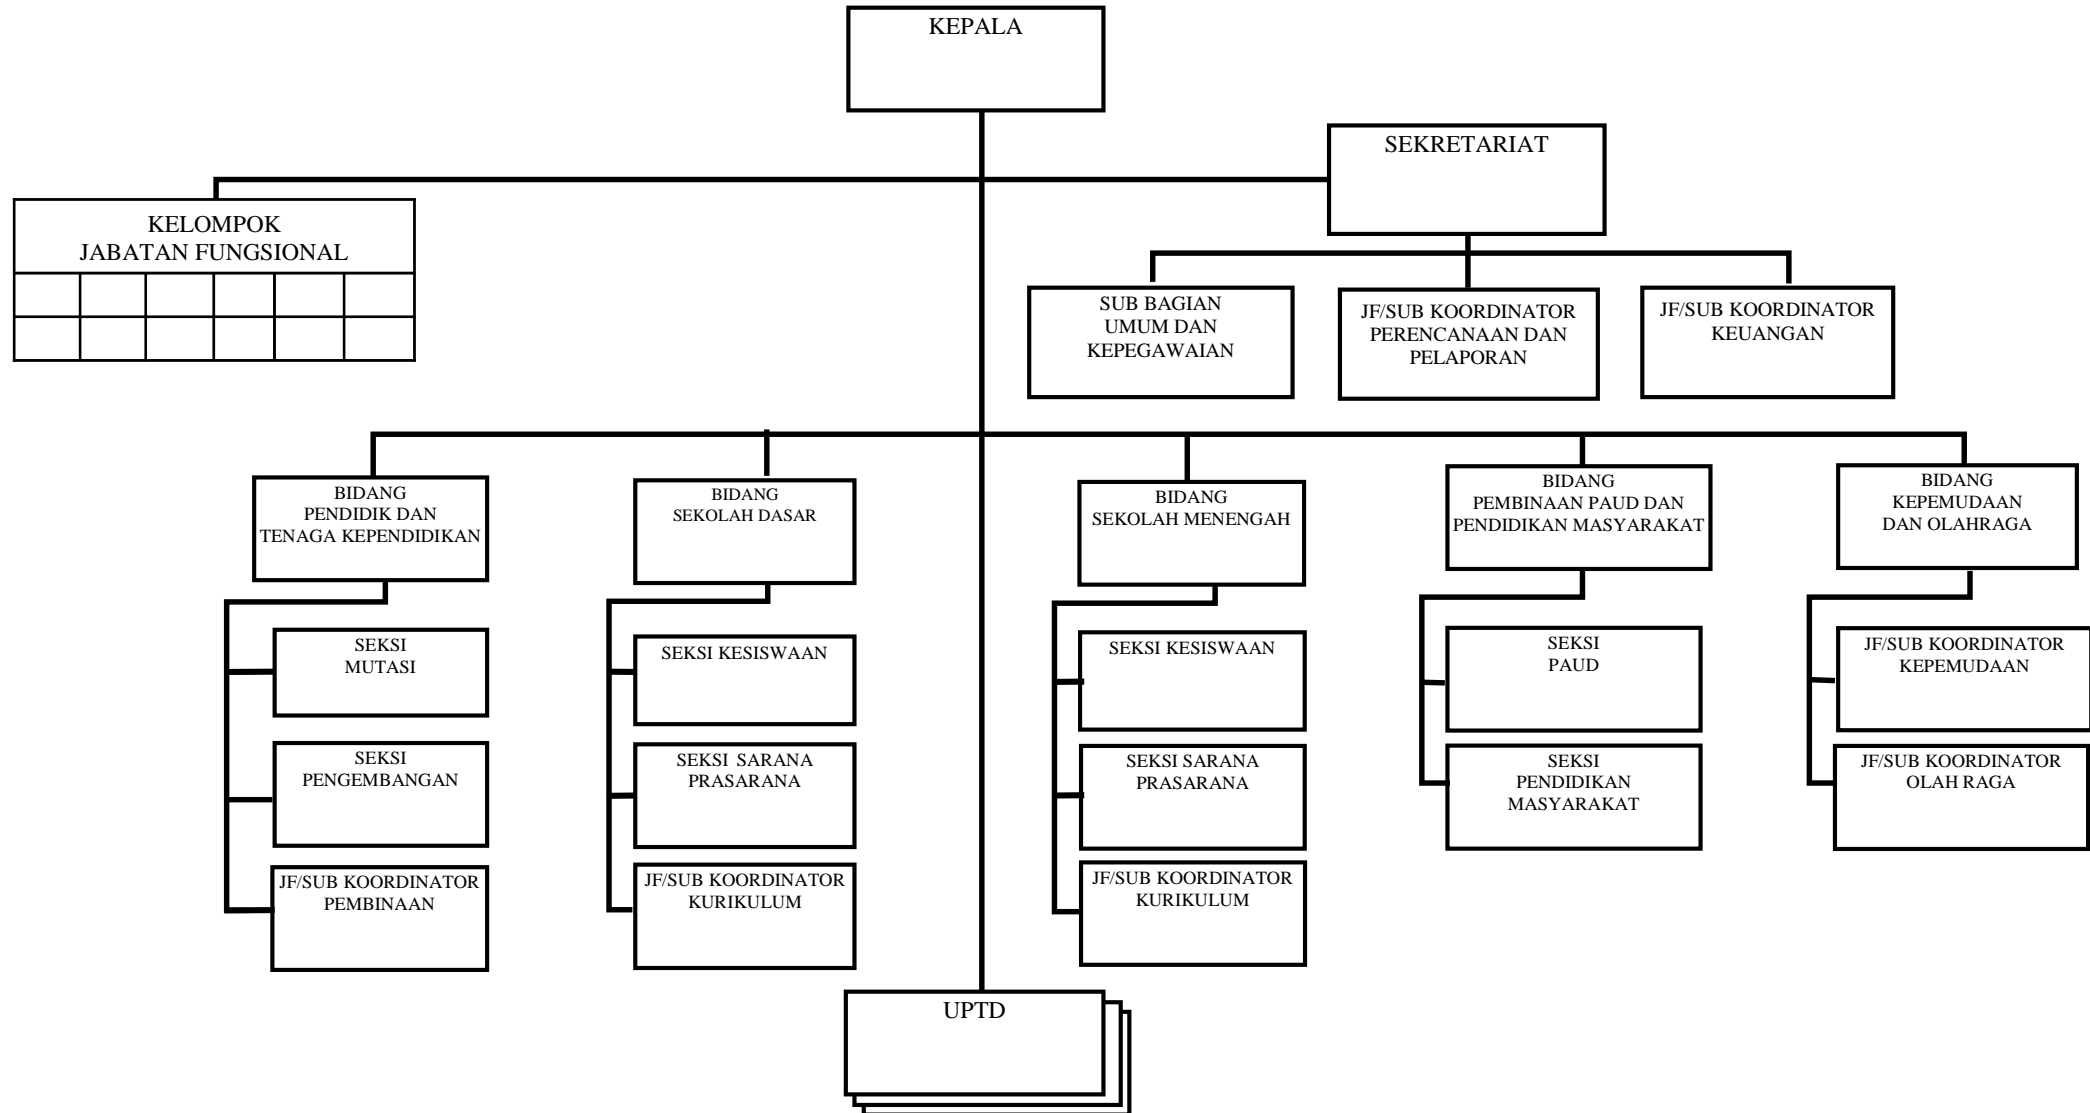 KEPALA
SEKRETARIAT
KELOMPOK
JABATAN FUNGSIONAL
SUB BAGIAN
UMUM DAN
KEPEGAWAIAN
JF/SUB KOORDINATOR
PERENCANAAN DAN
PELAPORAN
JF/SUB KOORDINATOR
KEUANGAN
BIDANG
PENDIDIK DAN
TENAGA KEPENDIDIKAN
BIDANG
SEKOLAH DASAR
BIDANG
SEKOLAH MENENGAH
BIDANG
PEMBINAAN PAUD DAN
PENDIDIKAN MASYARAKAT
BIDANG
KEPEMUDAAN
DAN OLAHRAGA
SEKSI
MUTASI
SEKSI KESISWAAN
SEKSI KESISWAAN
SEKSI
PAUD
JF/SUB KOORDINATOR
KEPEMUDAAN
SEKSI
PENGEMBANGAN
SEKSI SARANA
PRASARANA
SEKSI SARANA
PRASARANA
SEKSI
PENDIDIKAN
MASYARAKAT
JF/SUB KOORDINATOR
OLAH RAGA
JF/SUB KOORDINATOR
PEMBINAAN
JF/SUB KOORDINATOR
KURIKULUM
JF/SUB KOORDINATOR
KURIKULUM
UPTD